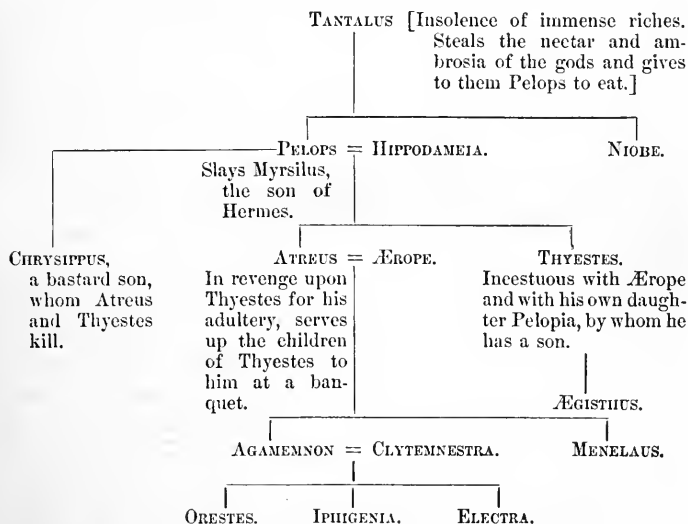 TANTALUS [Insolence of immense riches.
Steals the nectar and am-
brosia of the gods and gives
to them Pelops to eat.]
PELOPS = HIPPODAMEIA.
NIOBE.
Slays Myrsilus,
the son of
Hermes.
CHRYSIPPUS,
a bastard son,
whom Atreus
and Thyestes
kill.
ATREUS = ÆROPE.
In revenge upon
Thyestes for his
adultery, serves
up the children
of Thyestes to
him at a ban-
quet.
THYESTES.
Incestuous with Ærope
and with his own daugh-
ter Pelopia, by whom he
has a son.
ÆGISTHUS.
AGAMEMNON = CLYTEMNESTRA.
MENELAUS.
ORESTES. IPHIGENIA. ELECTRA.